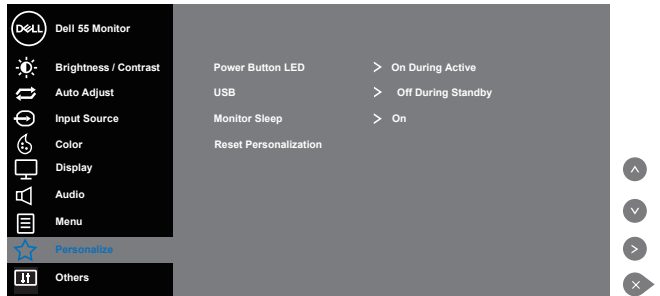 DELL
Dell 55 Monitor
Brightness / Contrast
Auto Adjust
Input Source
Color
Display
Audio
Menu
Personalize
Others
Power Button LED > On During Active
USB > Off During Standby
Monitor Sleep > On
Reset Personalization